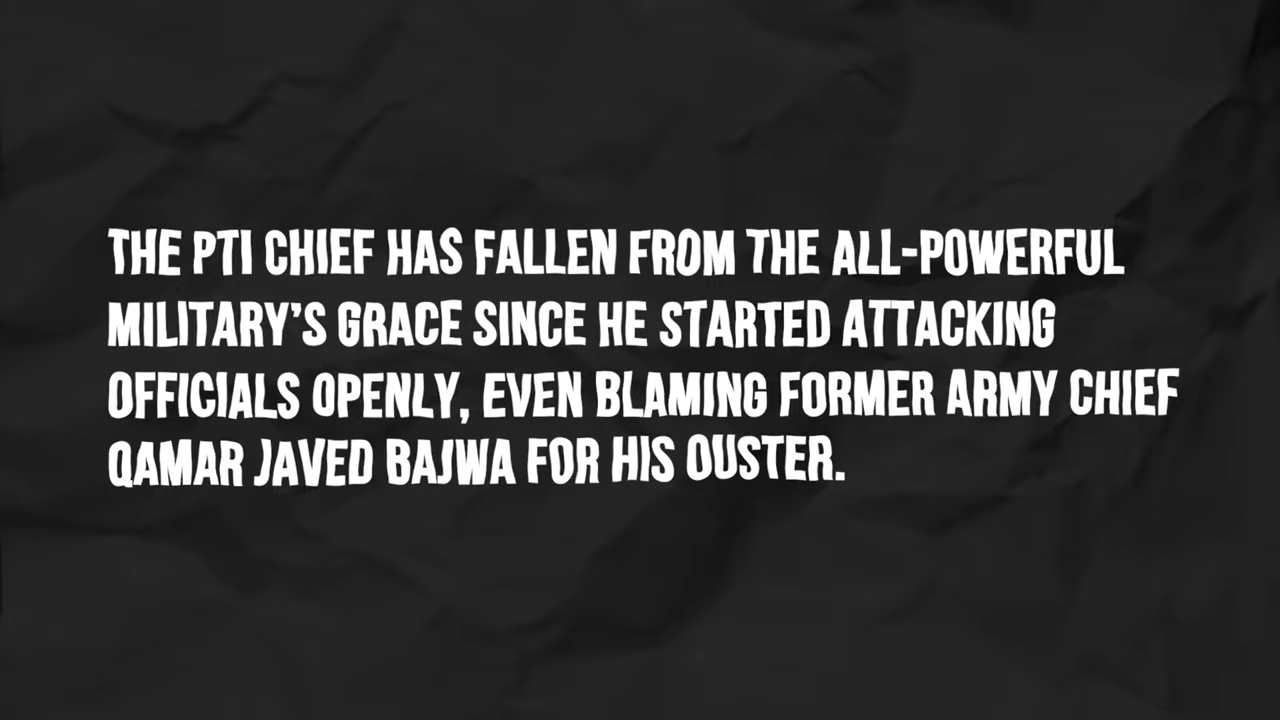 THE PTI CHIEF HAS FALLEN FROM THE ALL-POWERFUL
MILITARY'S GRACE SINCE HE STARTED ATTACKING
OFFICIALS OPENLY, EVEN BLAMING FORMER ARMY CHIEF
QAMAR JAVED BAJWA FOR HIS OUSTER.